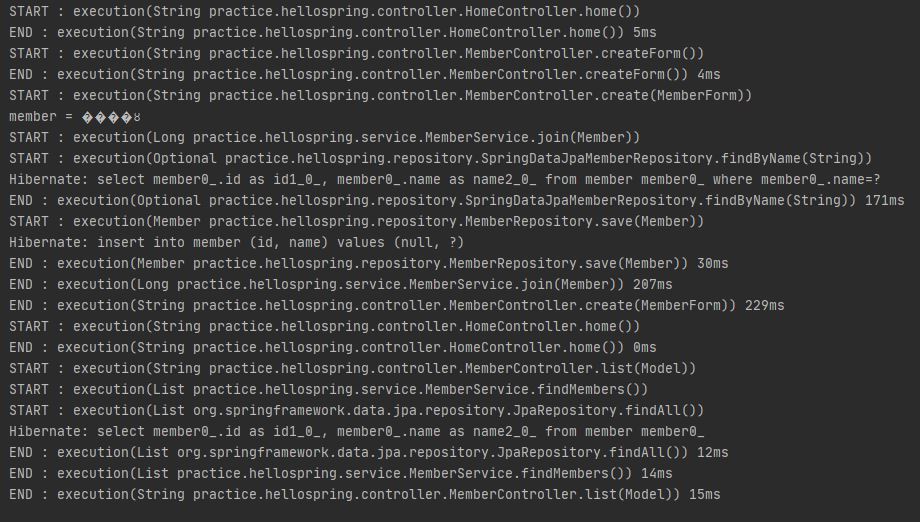 START : execution(String practice.hellospring.controller.HomeController.home())
END : execution(String practice.hellospring.controller.HomeController.home()) 5ms
START : execution(String practice.hellospring.controller.MemberController.createForm())
END : execution(String practice.hellospring.controller.MemberController.createForm()) 4ms
START : execution(String practice.hellospring.controller.MemberController.create(MemberForm))
member = ����
START : execution(Long practice.hellospring.service.MemberService.join(Member))
START : execution(Optional practice.hellospring.repository.SpringDataJpaMemberRepository.findByName(String))
Hibernate: select member0_.id as id1_0_, member0_.name as name2_0_ from member member0_ where member0_.name=?
END : execution(Optional practice.hellospring.repository.SpringDataJpaMemberRepository.findByName(String)) 171ms
START : execution(Member practice.hellospring.repository.MemberRepository.save(Member))
Hibernate: insert into member (id, name) values (null, ?)
END : execution(Member practice.hellospring.repository.MemberRepository.save(Member)) 30ms
END : execution(Long practice.hellospring.service.MemberService.join(Member)) 207ms
END : execution(String practice.hellospring.controller.MemberController.create(MemberForm)) 229ms
START : execution(String practice.hellospring.controller.HomeController.home())
END : execution(String practice.hellospring.controller.HomeController.home()) 0ms
START : execution(String practice.hellospring.controller.MemberController.list(Model))
START : execution(List practice.hellospring.service.MemberService.findMembers())
START : execution(List org.springframework.data.jpa.repository.JpaRepository.findAll())
Hibernate: select member0_.id as id1_0_, member0_.name as name2_0_ from member member0_
END : execution(List org.springframework.data.jpa.repository.JpaRepository.findAll()) 12ms
END : execution(List practice.hellospring.service.MemberService.findMembers()) 14ms
END : execution(String practice.hellospring.controller.MemberController.list(Model)) 15ms